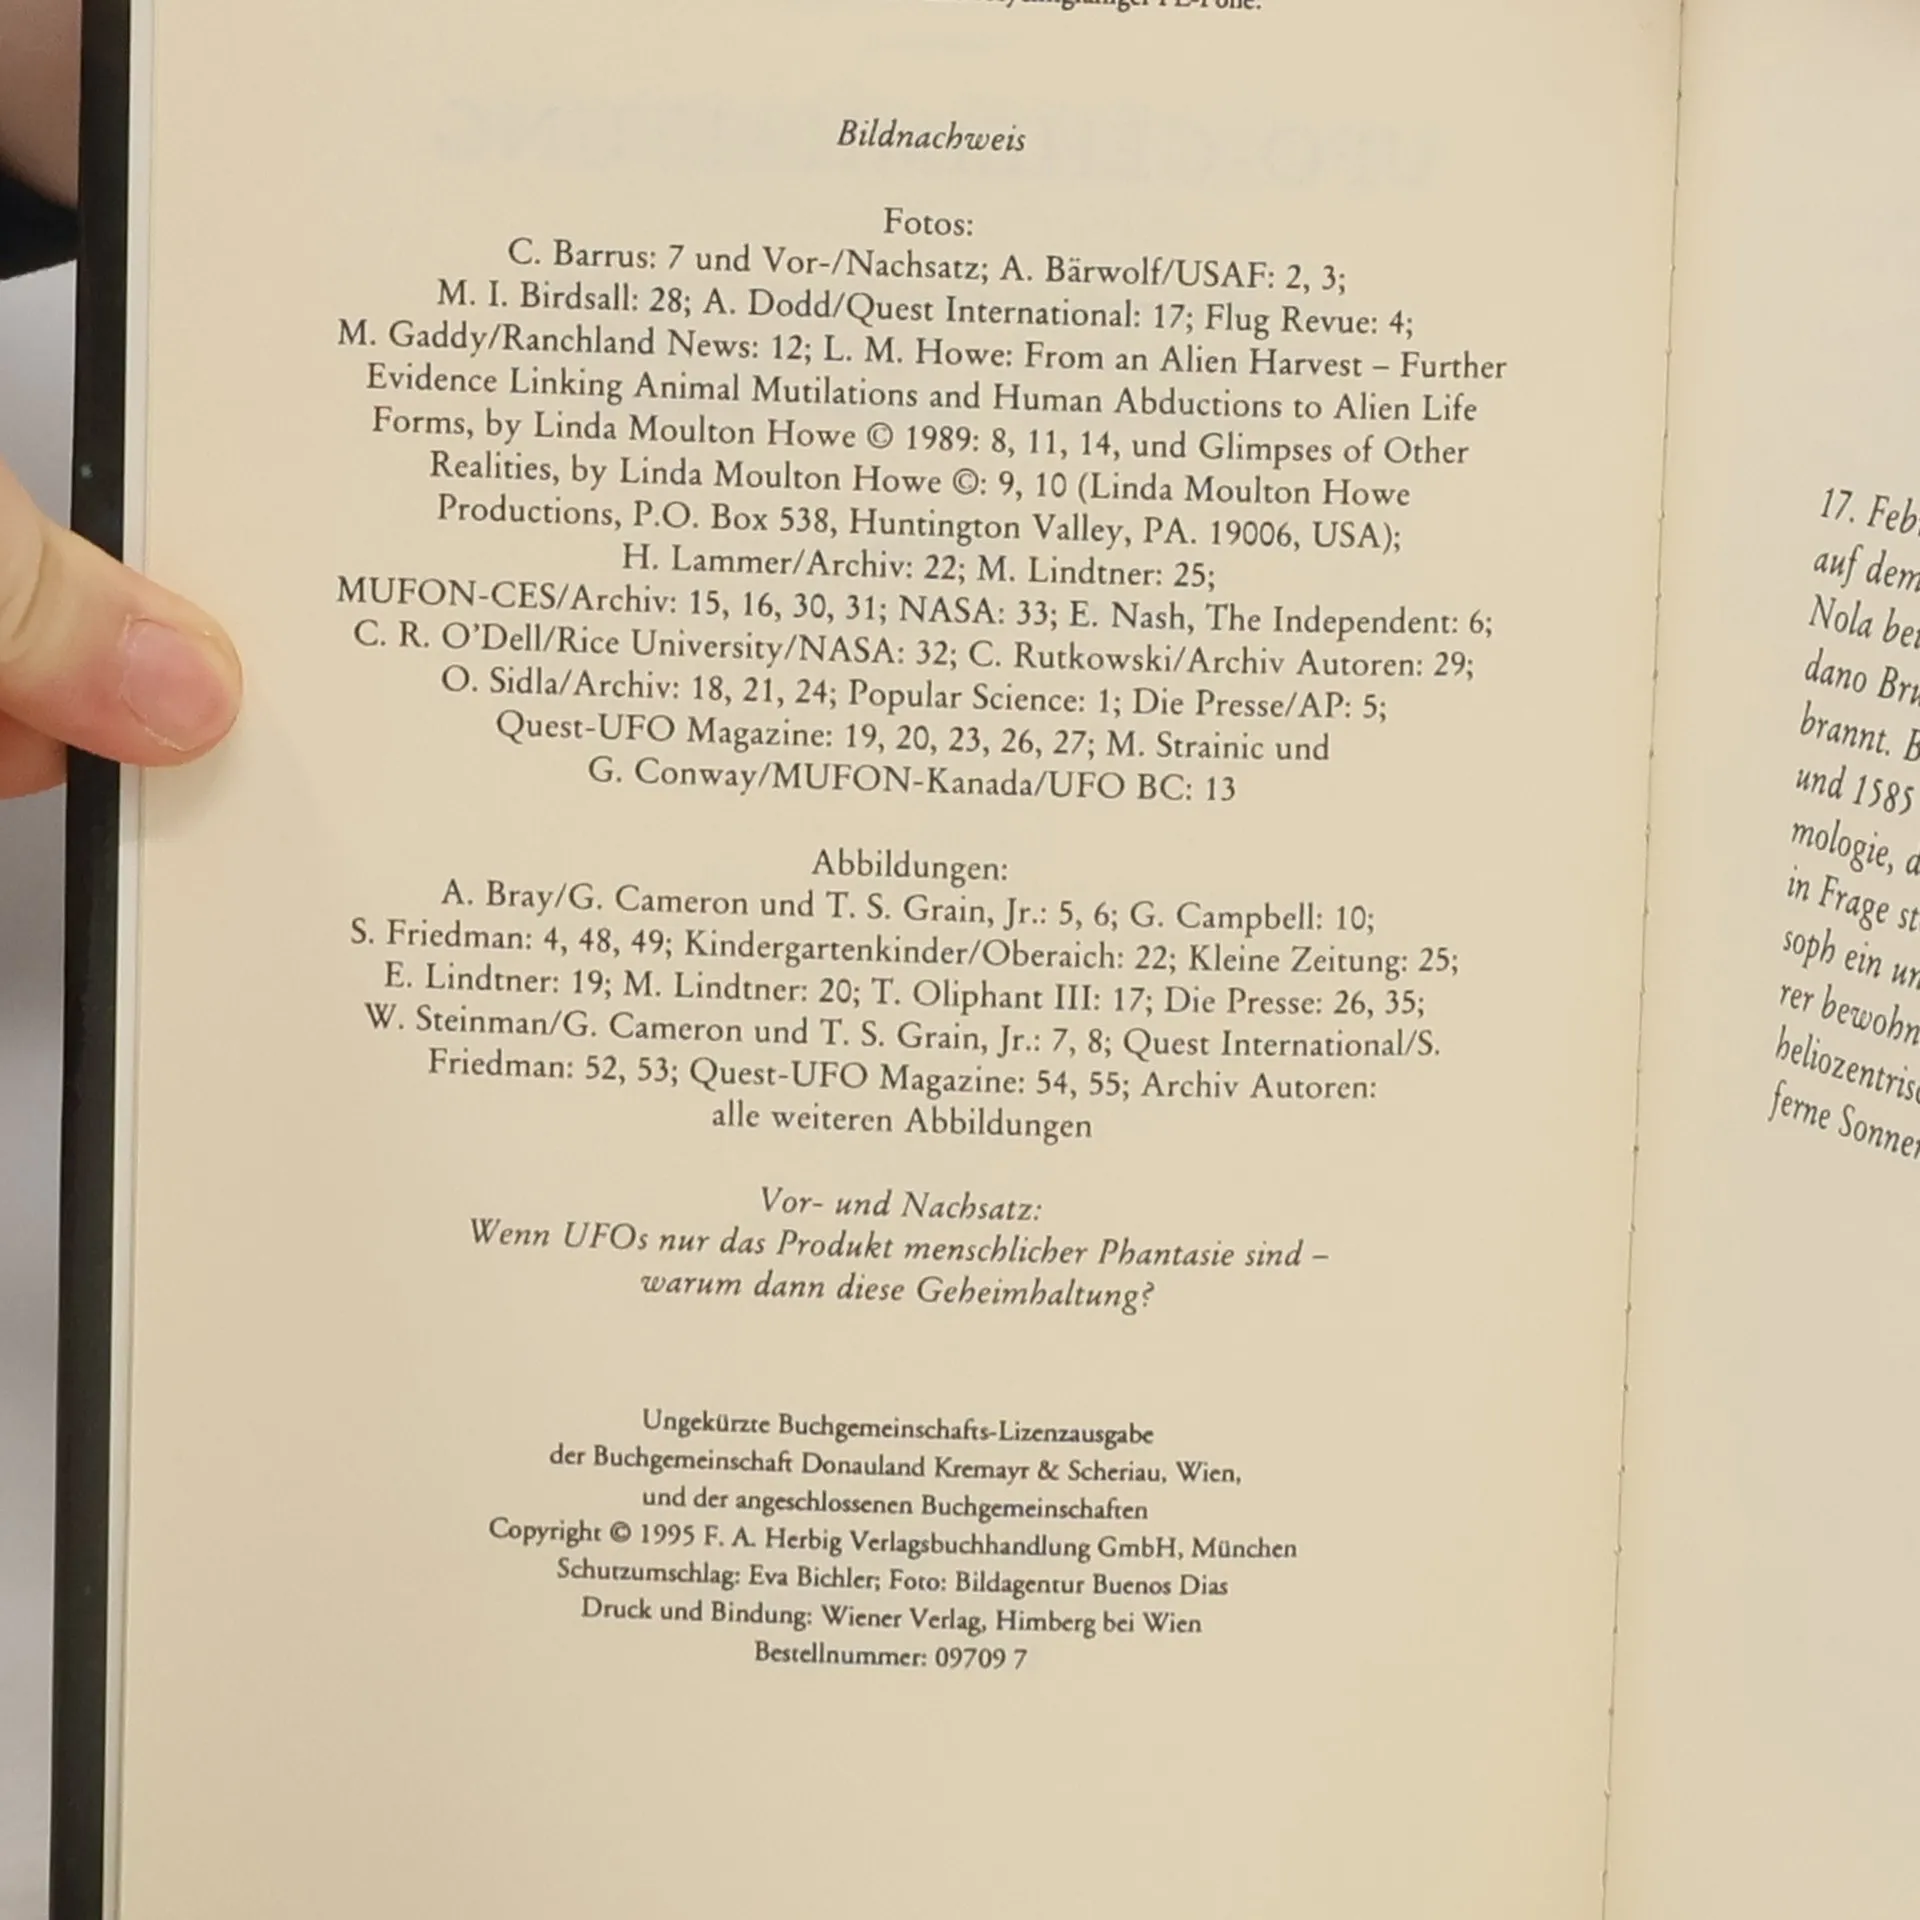 Bildnachweis
Fotos:
C. Barrus: 7 und Vor-/Nachsatz; A. Bärwolf/USAF: 2, 3;
M. I. Birdsall: 28; A. Dodd/Quest International: 17; Flug Revue: 4;
M. Gaddy/Ranchland News: 12; L. M. Howe: From an Alien Harvest – Further
Evidence Linking Animal Mutilations and Human Abductions to Alien Life
Forms, by Linda Moulton Howe © 1989: 8, 11, 14, und Glimpses of Other
Realities, by Linda Moulton Howe ©: 9, 10 (Linda Moulton Howe
Productions, P.O. Box 538, Huntington Valley, PA. 19006, USA);
H. Lammer/Archiv: 22; M. Lindtner: 25;
MUFON-CES/Archiv: 15, 16, 30, 31; NASA: 33; E. Nash, The Independent: 6;
C. R. O’Dell/Rice University/NASA: 32; C. Rutkowski/Archiv Autoren: 29;
O. Sidla/Archiv: 18, 21, 24; Popular Science: 1; Die Presse/AP: 5;
Quest-UFO Magazine: 19, 20, 23, 26, 27; M. Strainic und
G. Conway/MUFON-Kanada/UFO BC: 13
Abbildungen:
A. Bray/G. Cameron und T. S. Grain, Jr.: 5, 6; G. Campbell: 10;
S. Friedman: 4, 48, 49; Kindergartenkinder/Oberaich: 22; Kleine Zeitung: 25;
E. Lindtner: 19; M. Lindtner: 20; T. Oliphant III: 17; Die Presse: 26, 35;
W. Steinman/G. Cameron und T. S. Grain, Jr.: 7, 8; Quest International/S.
Friedman: 52, 53; Quest-UFO Magazine: 54, 55; Archiv Autoren:
alle weiteren Abbildungen
Vor- und Nachsatz:
Wenn UFOs nur das Produkt menschlicher Phantasie sind –
warum dann diese Geheimhaltung?
Ungekürzte Buchgemeinschafts-Lizenzausgabe
der Buchgemeinschaft Donauland Kremayr & Scheriau, Wien,
und der angeschlossenen Buchgemeinschaften
Copyright © 1995 F. A. Herbig Verlagsbuchhandlung GmbH, München
Schutzumschlag: Eva Bichler; Foto: Bildagentur Buenos Dias
Druck und Bindung: Wiener Verlag, Himberg bei Wien
Bestellnummer: 09709 7
17. Feb
auf dem
Nola bei
dano Bru
brannt. B
und 1585
mologie, d
in Frage st
soph ein un
rer bewohn
heliozentrisc
ferne Sonnen